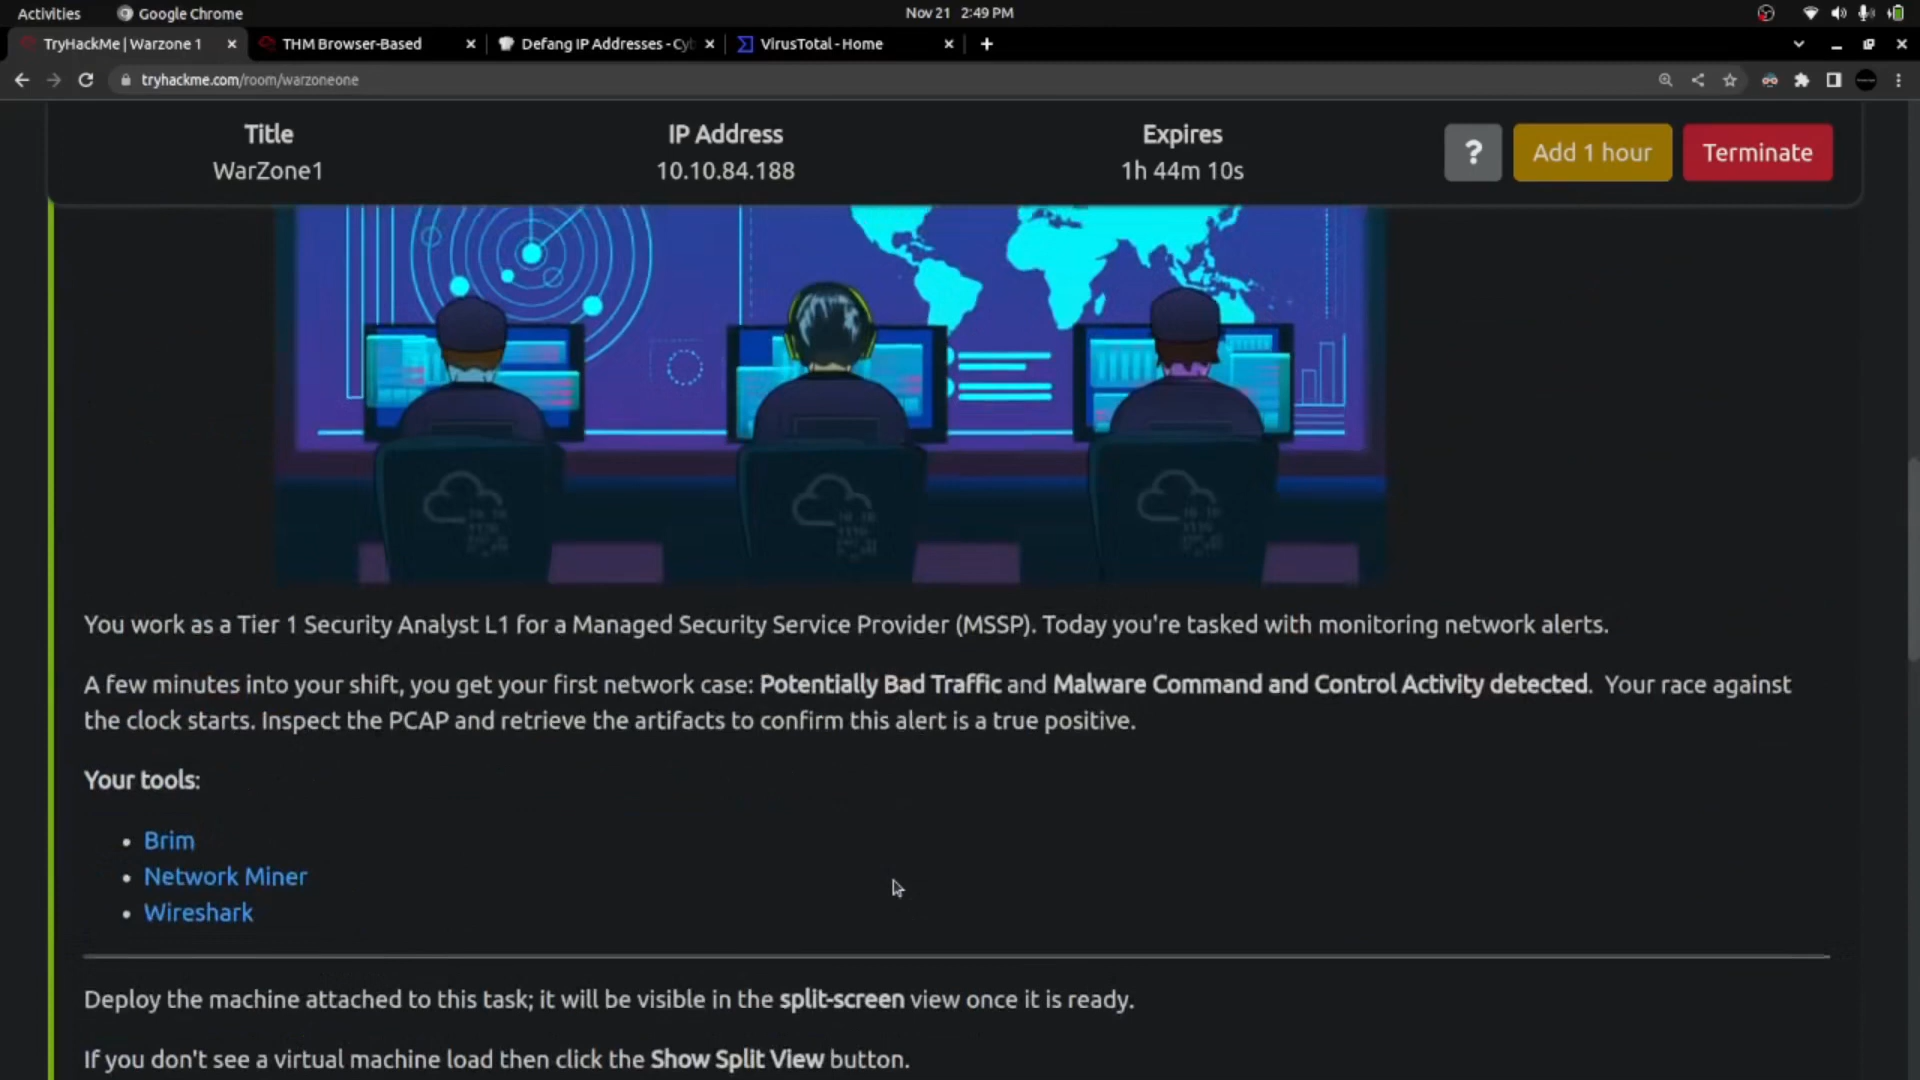 Activities
Google Chrome
Nov 21 2:49 PM
TryHackMe | Warzone 1
THM Browser-Based
Defang IP Addresses - Cyb
VirusTotal - Home
tryhackme.com/room/warzoneone
Title
IP Address
Expires
WarZone1
10.10.84.188
1h 44m 10s
?
Add 1 hour
Terminate
You work as a Tier 1 Security Analyst L1 for a Managed Security Service Provider (MSSP). Today you're tasked with monitoring network alerts.
A few minutes into your shift, you get your first network case: Potentially Bad Traffic and Malware Command and Control Activity detected. Your race against
the clock starts. Inspect the PCAP and retrieve the artifacts to confirm this alert is a true positive.
Your tools:
Brim
Network Miner
Wireshark
Deploy the machine attached to this task; it will be visible in the split-screen view once it is ready.
If you don't see a virtual machine load then click the Show Split View button.